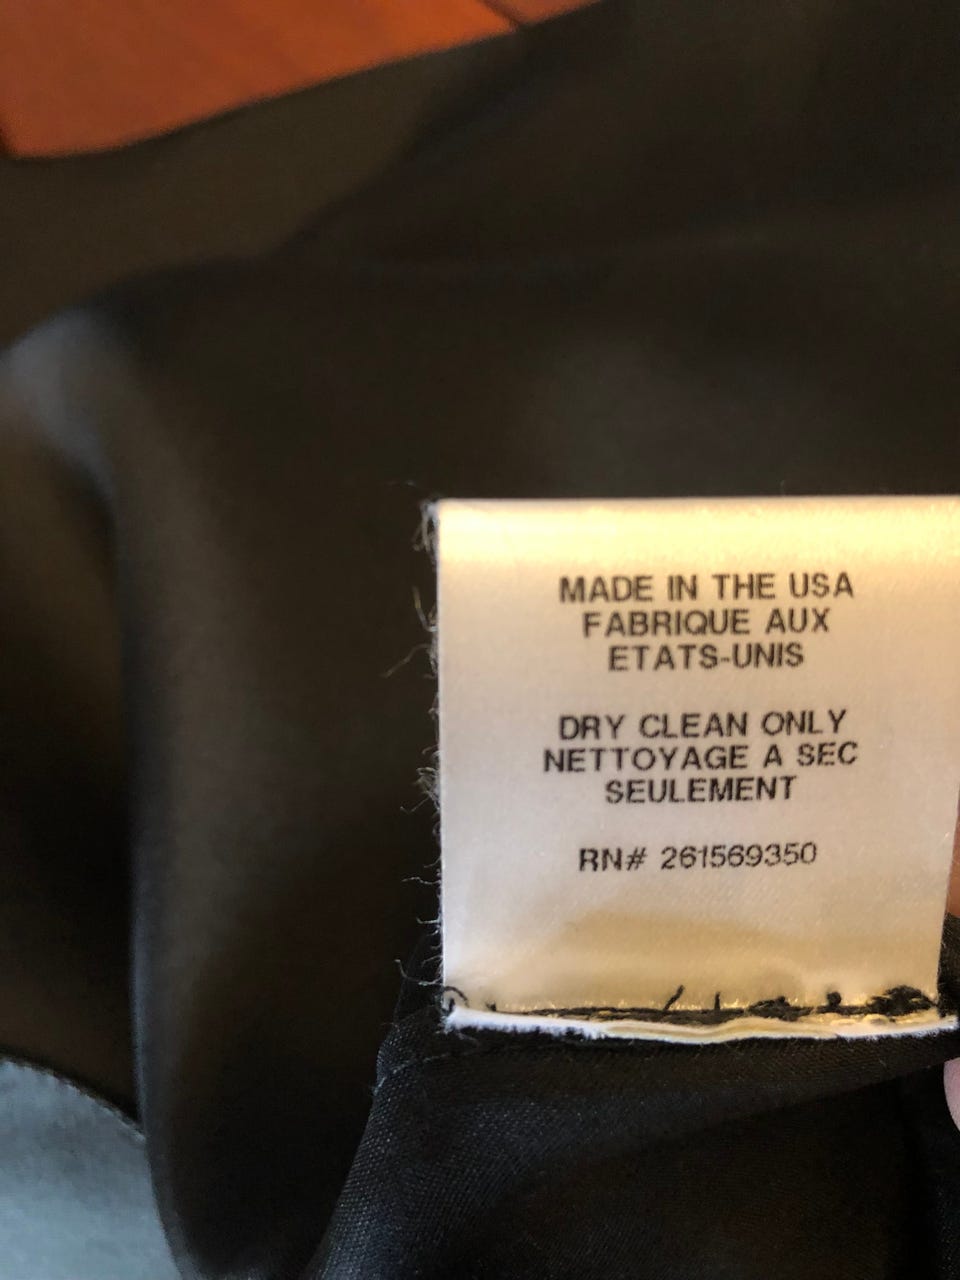 MADE IN THE USA
FABRIQUE AUX
ETATS-UNIS
DRY CLEAN ONLY
NETTOYAGE A SEC
SEULEMENT
RN# 261569350